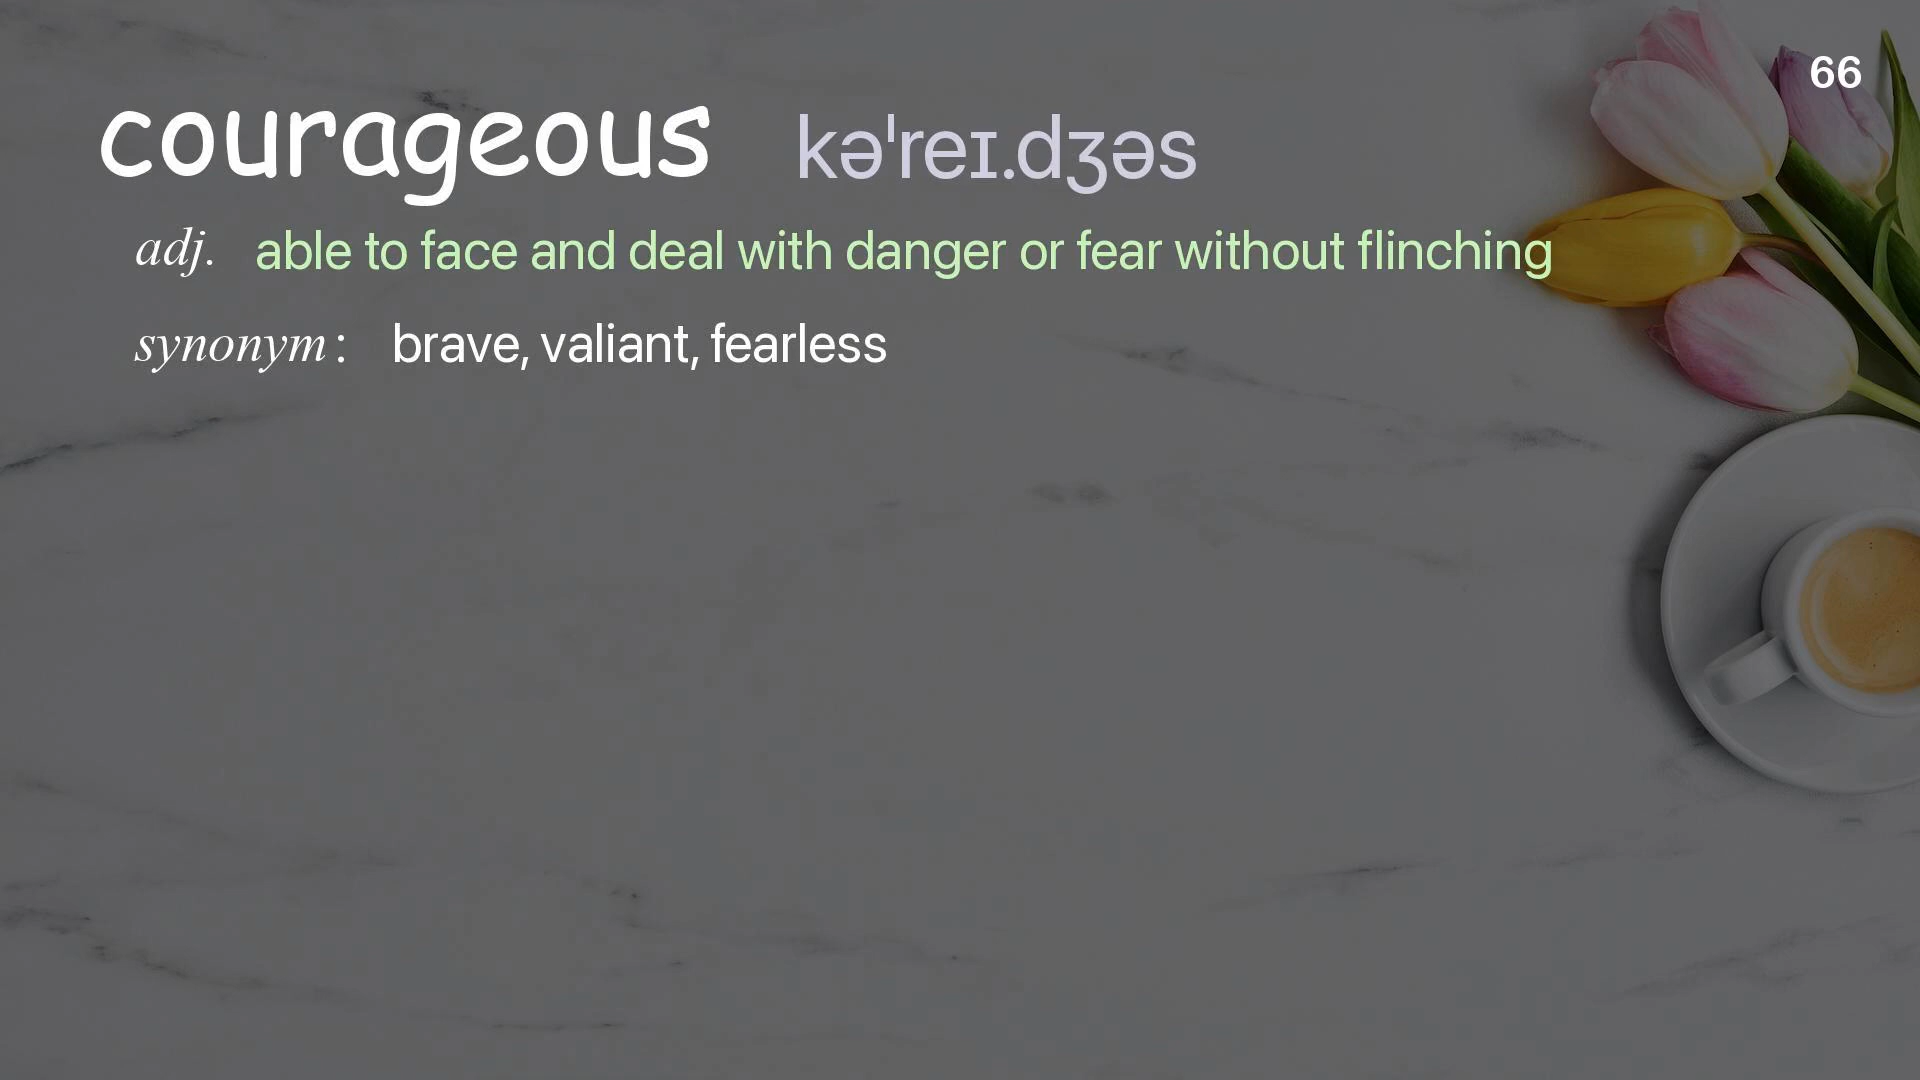 66
courageous kəˈreɪ.dʒəs
adj. able to face and deal with danger or fear without flinching
synonym: brave, valiant, fearless